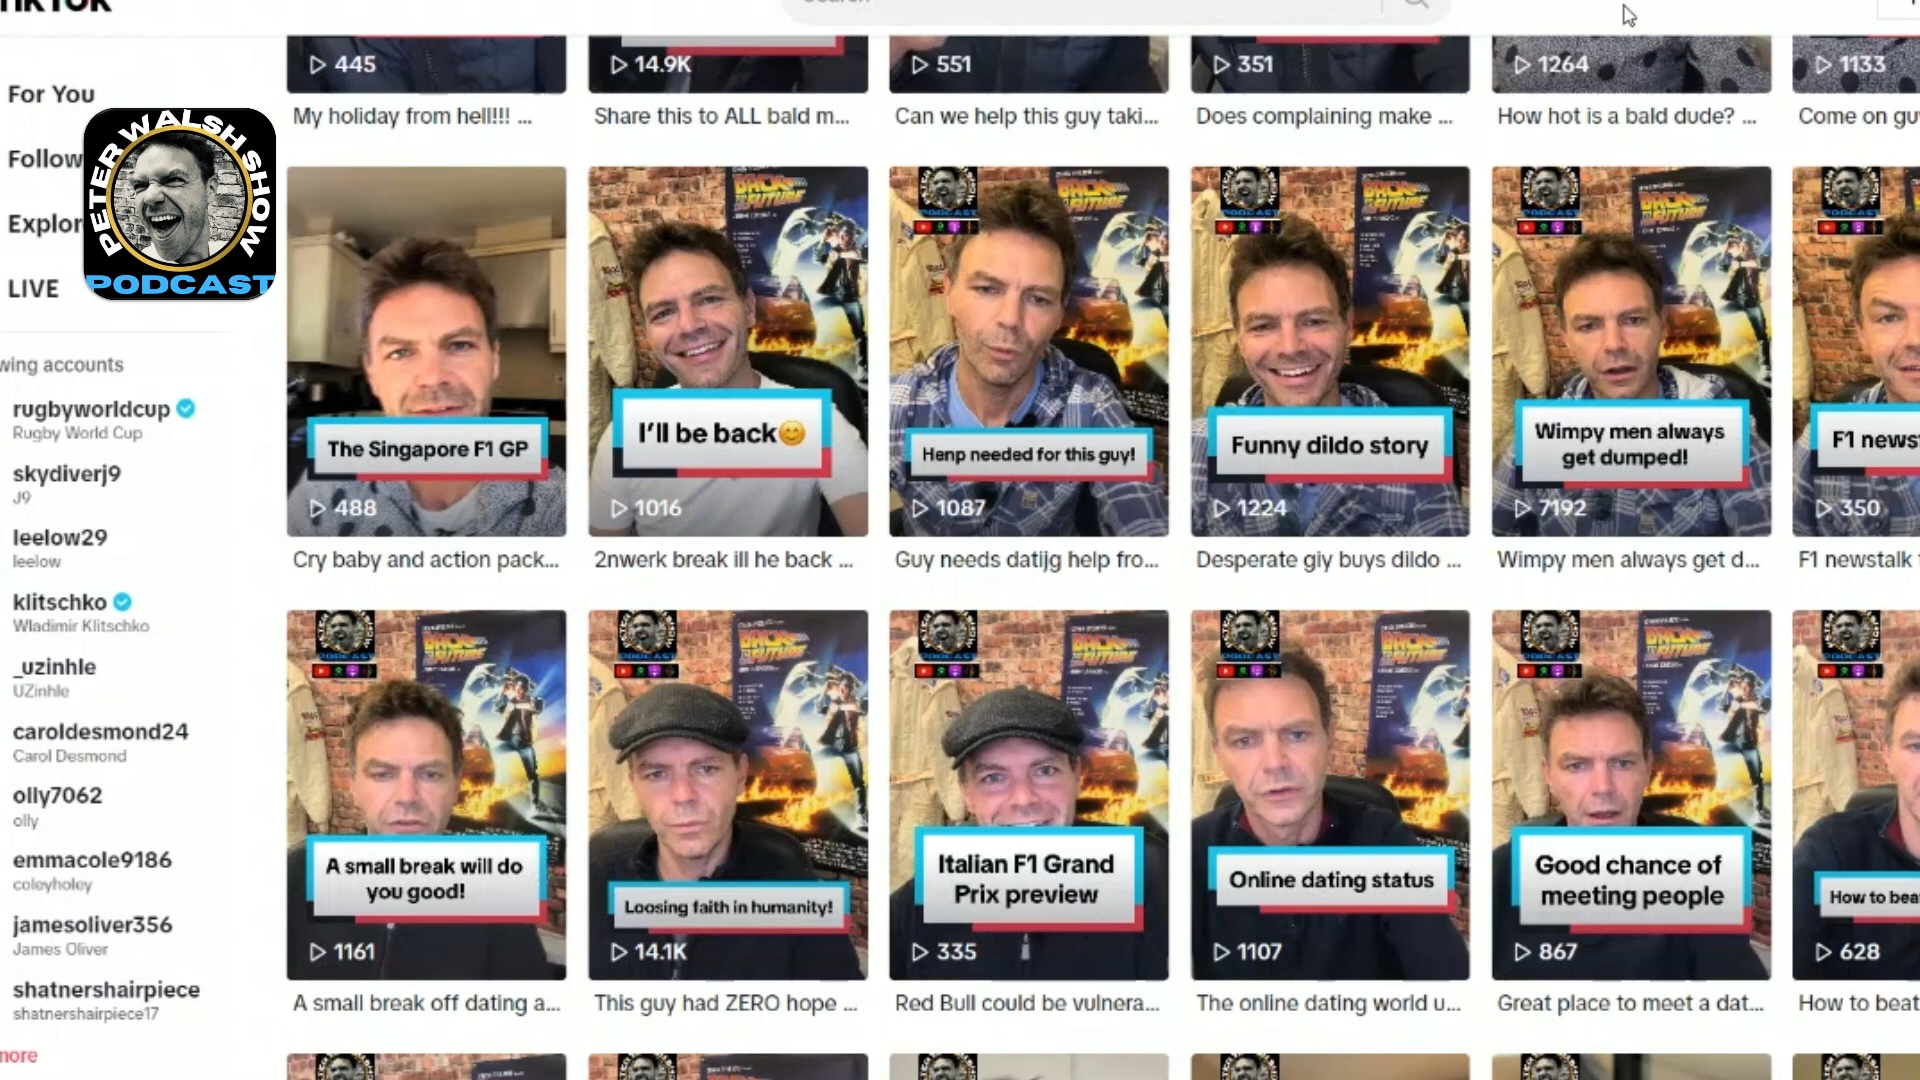 TikTok
Search
For You
Follow
Explor
LIVE
PETER WALSH SHOW
PODCAST
wing accounts
rugbyworldcup
Rugby World Cup
skydiverj9
J9
leelow29
leelow
klitschko
Wladimir Klitschko
_uzinhle
UZinhle
caroldesmond24
Carol Desmond
olly7062
olly
emmacole9186
coleyholey
jamesoliver356
James Oliver
shatnershairpiece
shatnershairpiece17
more
445
14.9K
551
351
1264
1133
My holiday from hell!!! ...
Share this to ALL bald m...
Can we help this guy taki...
Does complaining make ...
How hot is a bald dude? ...
Come on guy
BACK TO THE FUTURE
PODCAST
The Singapore F1 GP
I'll be back😊
Henp needed for this guy!
Funny dildo story
Wimpy men always
get dumped!
F1 news
488
1016
1087
1224
7192
350
Cry baby and action pack...
2nwerk break ill he back ...
Guy needs datijg help fro...
Desperate giy buys dildo ...
Wimpy men always get d...
F1 newstalk
A small break will do
you good!
Loosing faith in humanity!
Italian F1 Grand
Prix preview
Online dating status
Good chance of
meeting people
How to bea
1161
14.1K
335
1107
867
628
A small break off dating a...
This guy had ZERO hope ...
Red Bull could be vulnera...
The online dating world u...
Great place to meet a dat...
How to beat